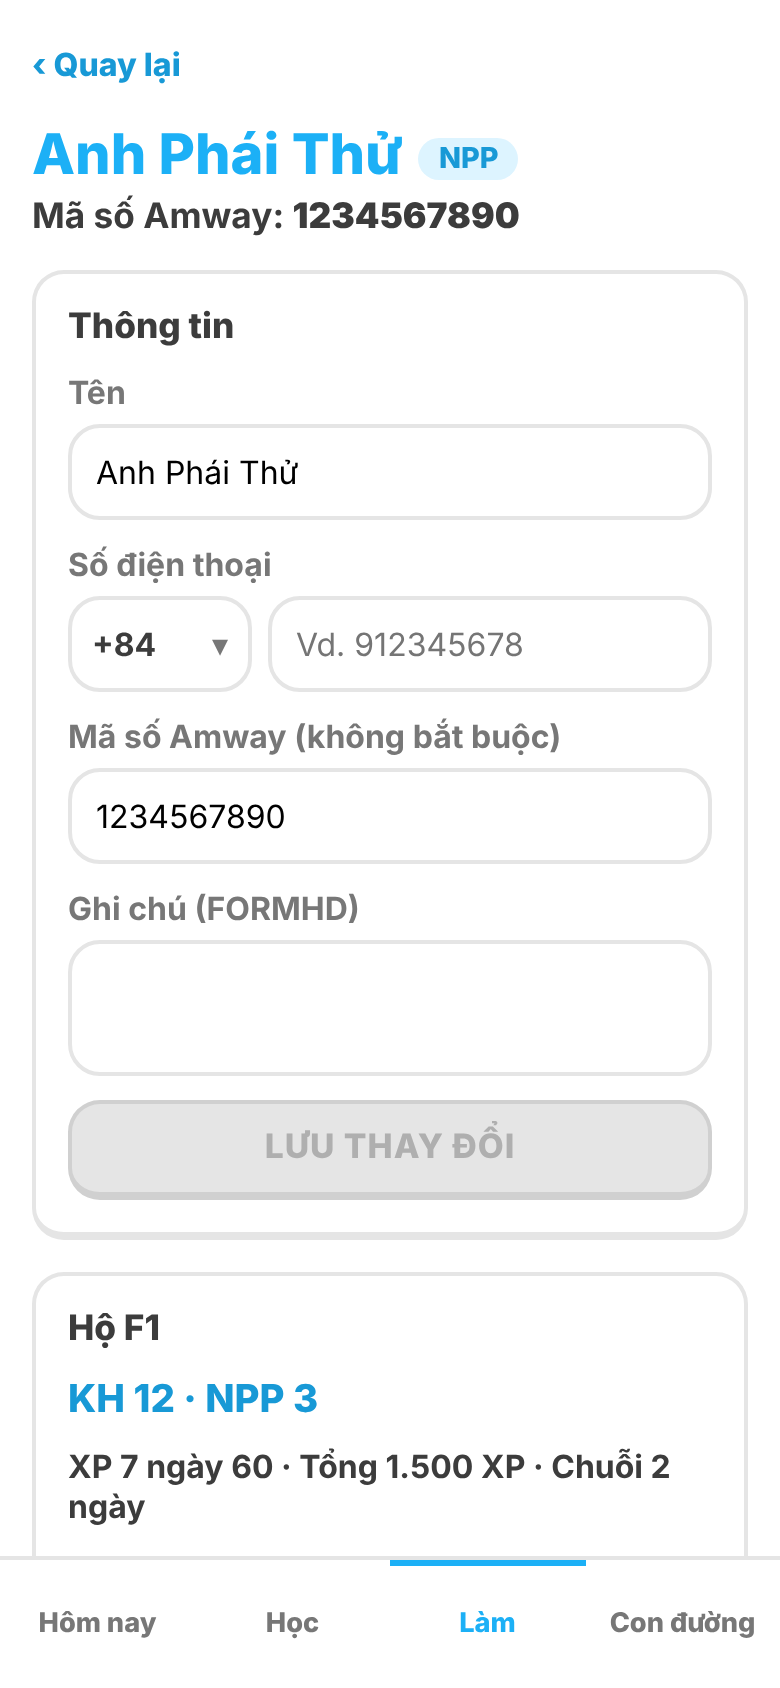 ‹ Quay lại
Anh Phái Thử NPP
Mã số Amway: 1234567890
Thông tin
Tên
Anh Phái Thử
Số điện thoại
+84 ▾ Vd. 912345678
Mã số Amway (không bắt buộc)
1234567890
Ghi chú (FORMHD)
LƯU THAY ĐỔI
Hộ F1
KH 12 · NPP 3
XP 7 ngày 60 · Tổng 1.500 XP · Chuỗi 2
ngày
Hôm nay Học Làm Con đường